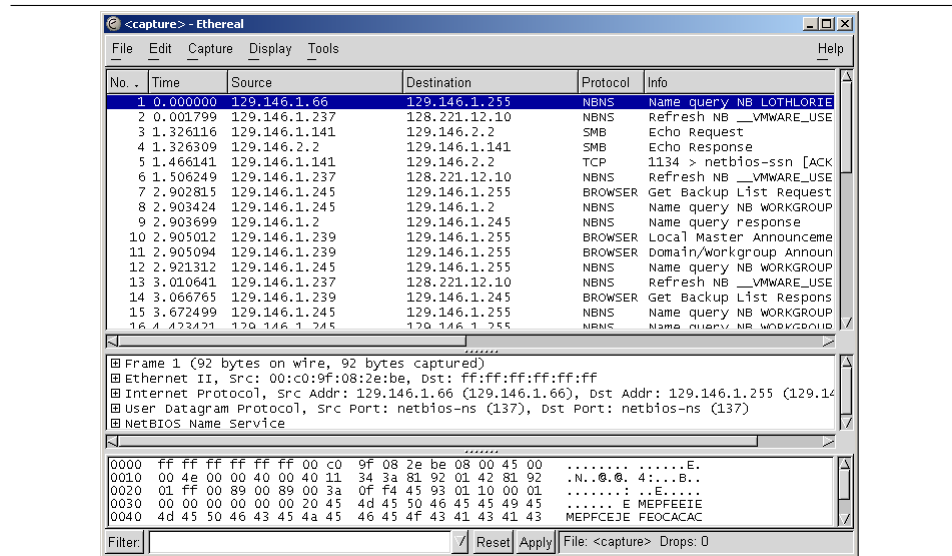 <capture> - Ethereal
File Edit Capture Display Tools Help
No. Time Source Destination Protocol Info
1 0.000000 129.146.1.66 129.146.1.255 NBNS Name query NB LOTHLORIE
2 0.001799 129.146.1.237 128.221.12.10 NBNS Refresh NB __VMWARE_USE
3 1.326116 129.146.1.141 129.146.2.2 SMB Echo Request
4 1.326309 129.146.2.2 129.146.1.141 SMB Echo Response
5 1.466141 129.146.1.141 129.146.2.2 TCP 1134 > netbios-ssn [ACK
6 1.506249 129.146.1.237 128.221.12.10 NBNS Refresh NB __VMWARE_USE
7 2.902815 129.146.1.245 129.146.1.255 BROWSER Get Backup List Request
8 2.903424 129.146.1.245 129.146.1.2 NBNS Name query NB WORKGROUP
9 2.903699 129.146.1.2 129.146.1.245 NBNS Name query response
10 2.905012 129.146.1.239 129.146.1.255 BROWSER Local Master Announceme
11 2.905094 129.146.1.239 129.146.1.255 BROWSER Domain/Workgroup Announ
12 2.921312 129.146.1.245 129.146.1.255 NBNS Name query NB WORKGROUP
13 3.010641 129.146.1.237 128.221.12.10 NBNS Refresh NB __VMWARE_USE
14 3.066765 129.146.1.239 129.146.1.245 BROWSER Get Backup List Respons
15 3.672499 129.146.1.245 129.146.1.255 NBNS Name query NB WORKGROUP
16 4.423421 129.146.1.245 129.146.1.255 NBNS Name query NB WORKGROUP
Frame 1 (92 bytes on wire, 92 bytes captured)
Ethernet II, Src: 00:c0:9f:08:2e:be, Dst: ff:ff:ff:ff:ff:ff
Internet Protocol, Src Addr: 129.146.1.66 (129.146.1.66), Dst Addr: 129.146.1.255 (129.14
User Datagram Protocol, Src Port: netbios-ns (137), Dst Port: netbios-ns (137)
NetBIOS Name Service
0000 ff ff ff ff ff ff 00 c0 9f 08 2e be 08 00 45 00 ........ ......E.
0010 00 4e 00 00 40 00 40 11 34 3a 81 92 01 42 81 92 .N..@.@. 4:...B..
0020 01 ff 00 89 00 89 00 3a 0f f4 45 93 01 10 00 01 .......: ..E.....
0030 00 00 00 00 00 00 20 45 4d 45 50 46 45 45 49 45 ...... E MEPFEEIE
0040 4d 45 50 46 43 45 4a 45 46 45 4f 43 41 43 41 43 MEPFCEJE FEOCACAC
Filter: Reset Apply File: <capture> Drops: 0